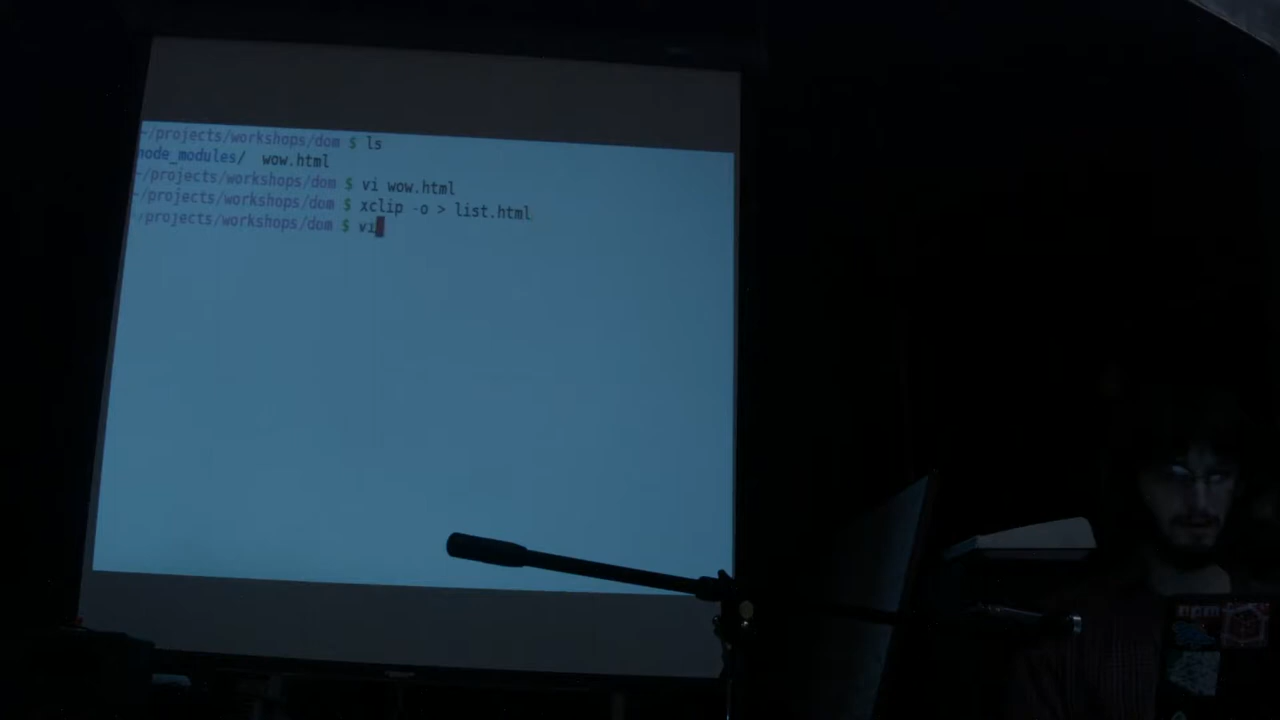 ~/projects/workshops/dom $ ls
node_modules/ wow.html
~/projects/workshops/dom $ vi wow.html
~/projects/workshops/dom $ xclip -o > list.html
~/projects/workshops/dom $ vi